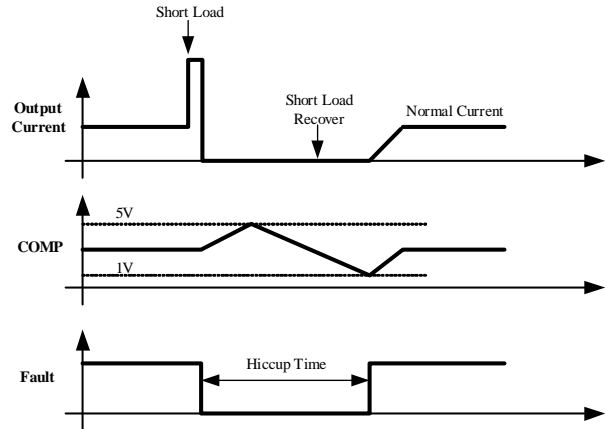 Short Load
Output
Current
Short Load
Recover
Normal Current
5V
COMP
1V
Hiccup Time
Fault